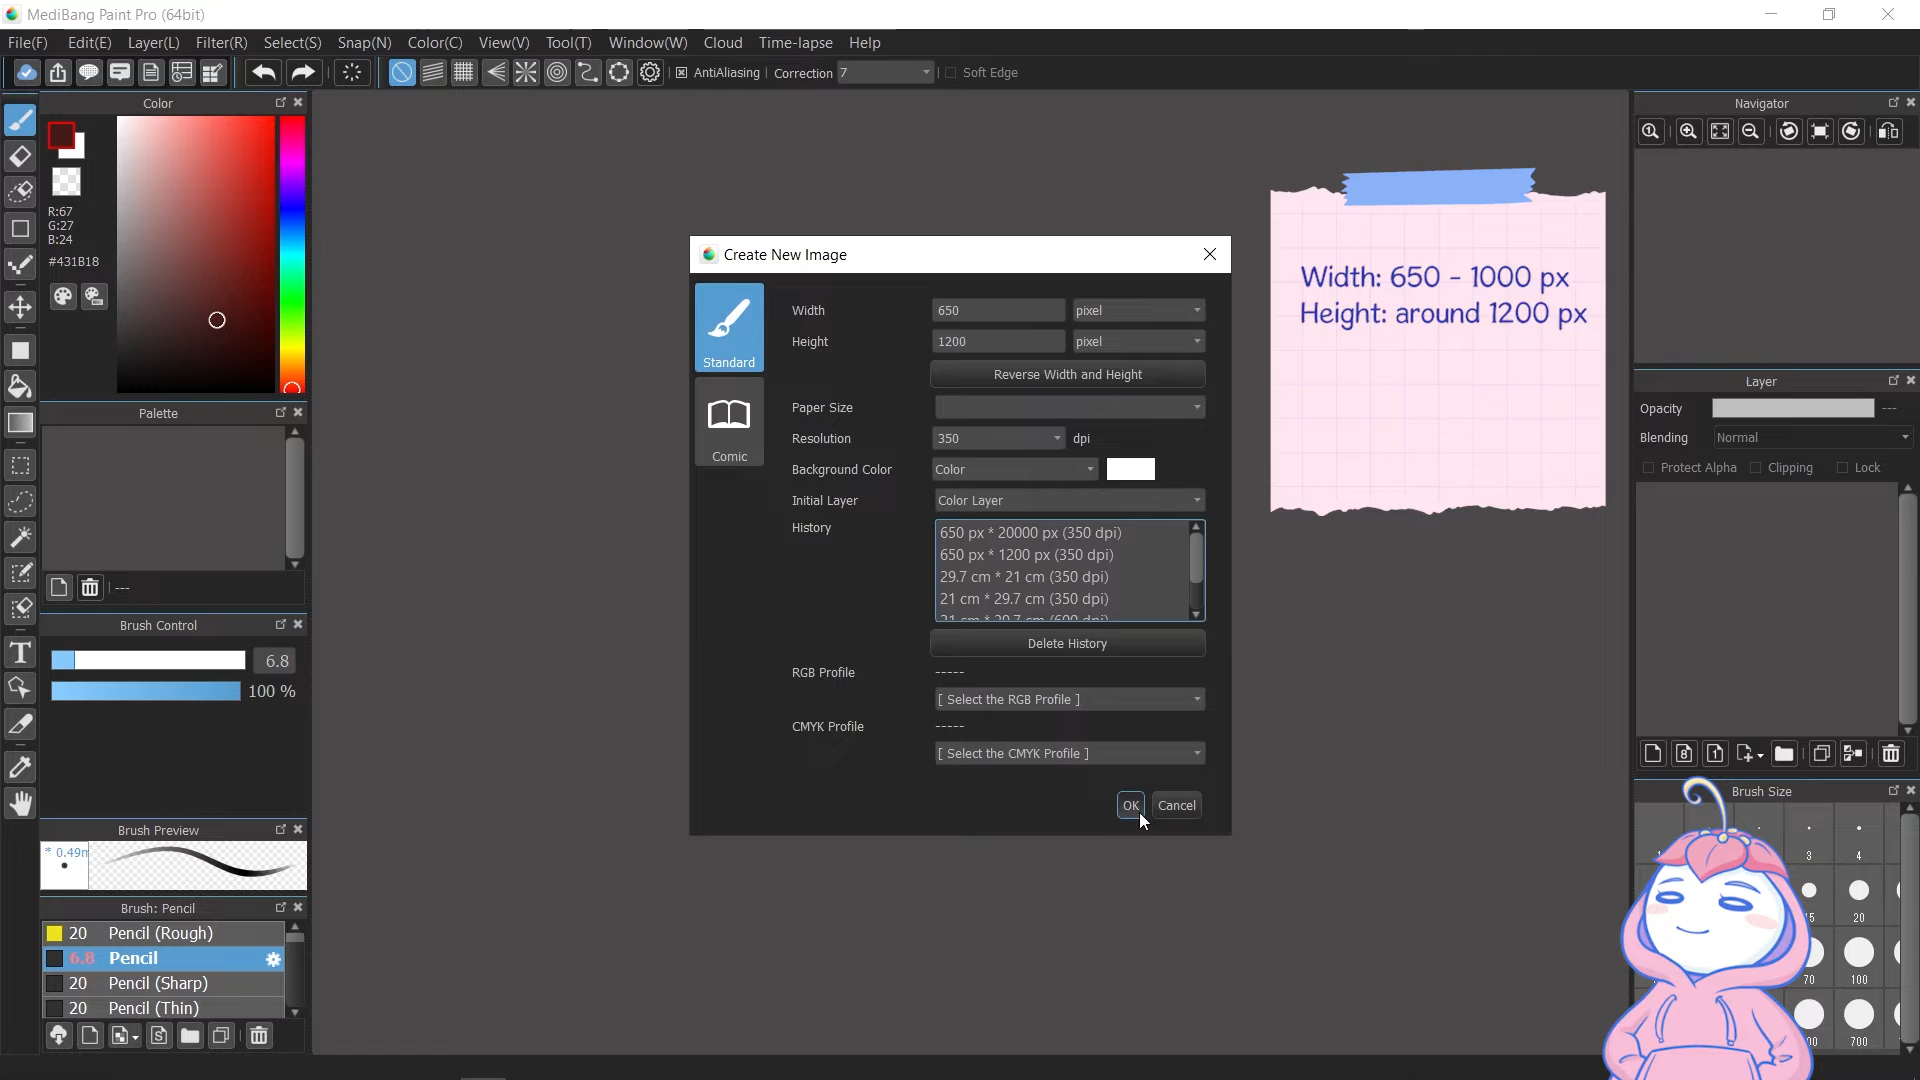 MediBang Paint Pro (64bit)
File(F) Edit(E) Layer(L) Filter(R) Select(S) Snap(N) Color(C) View(V) Tool(T) Window(W) Cloud Time-lapse Help
AntiAliasing Correction 7 Soft Edge
Color
R:67
G:27
B:24
#431B18
Palette
---
Brush Control
6.8
100 %
Brush Preview
Brush: Pencil
20 Pencil (Rough)
6.8 Pencil
20 Pencil (Sharp)
20 Pencil (Thin)
Create New Image
Standard
Comic
Width 650 pixel
Height 1200 pixel
Reverse Width and Height
Paper Size
Resolution 350 dpi
Background Color Color
Initial Layer Color Layer
History
650 px * 20000 px (350 dpi)
650 px * 1200 px (350 dpi)
29.7 cm * 21 cm (350 dpi)
21 cm * 29.7 cm (350 dpi)
Delete History
RGB Profile -----
[ Select the RGB Profile ]
CMYK Profile -----
[ Select the CMYK Profile ]
OK Cancel
Width: 650 - 1000 px
Height: around 1200 px
Navigator
Layer
Opacity ---
Blending Normal
Protect Alpha Clipping Lock
Brush Size
3 4
20
70 100
700